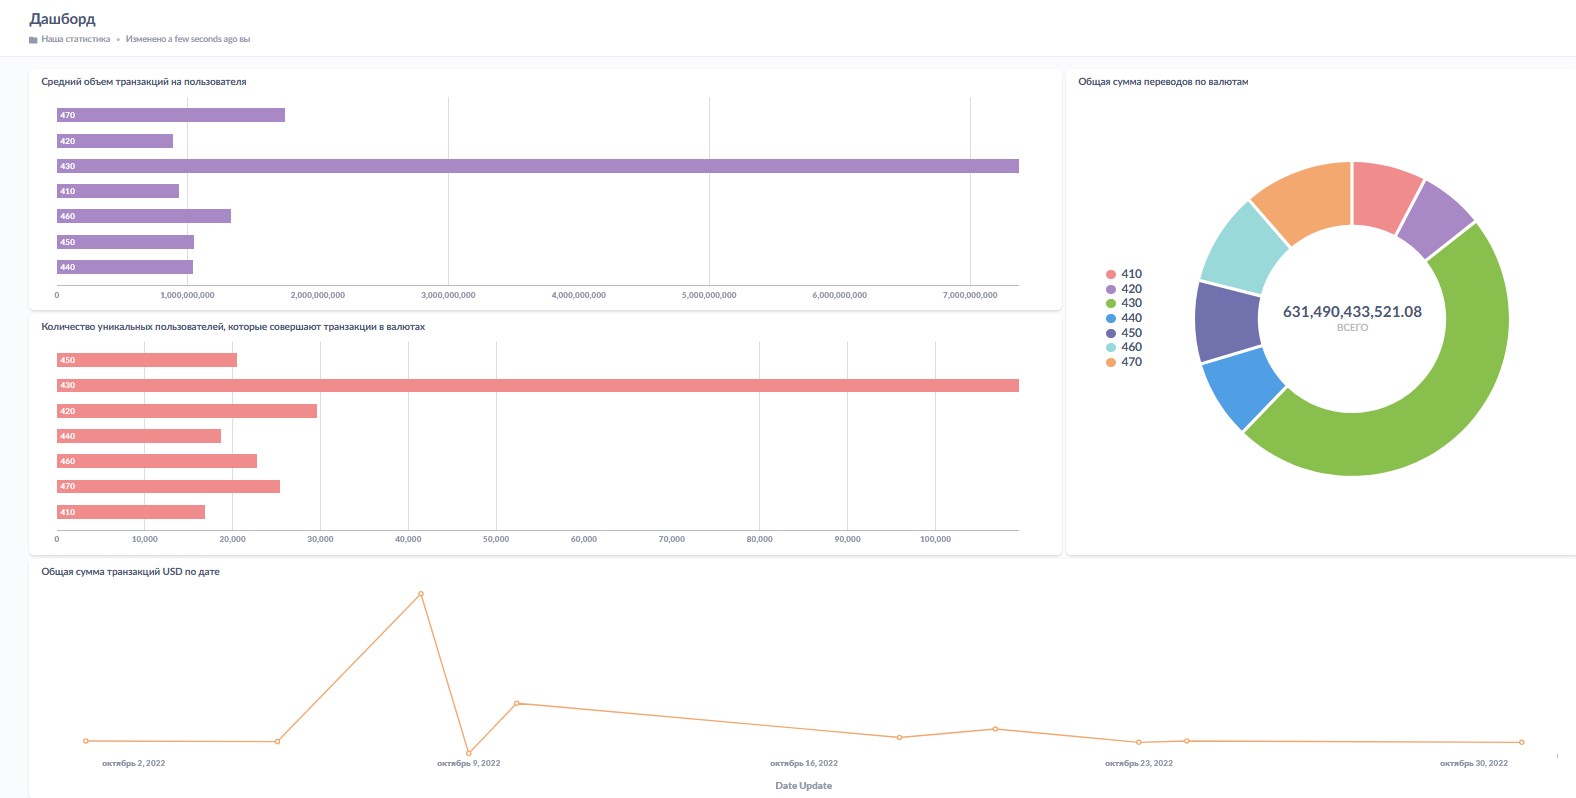 Дашборд
Наша статистика • Изменено a few seconds ago вы
Средний объем транзакций на пользователя
470
420
430
410
460
450
440
0 1,000,000,000 2,000,000,000 3,000,000,000 4,000,000,000 5,000,000,000 6,000,000,000 7,000,000,000
Количество уникальных пользователей, которые совершают транзакции в валютах
450
430
420
440
460
470
410
0 10,000 20,000 30,000 40,000 50,000 60,000 70,000 80,000 90,000 100,000
Общая сумма переводов по валютам
410
420
430
440
450
460
470
631,490,433,521.08
ВСЕГО
Общая сумма транзакций USD по дате
октябрь 2, 2022 октябрь 9, 2022 октябрь 16, 2022 октябрь 23, 2022 октябрь 30, 2022
Date Update